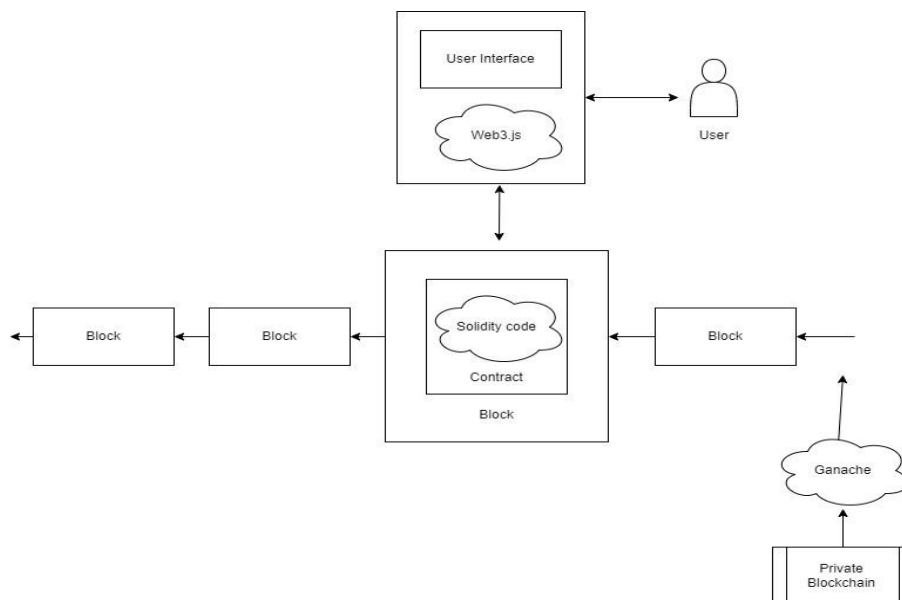 User Interface
Web3.js
User
Block
Block
Solidity code
Contract
Block
Block
Ganache
Private
Blockchain